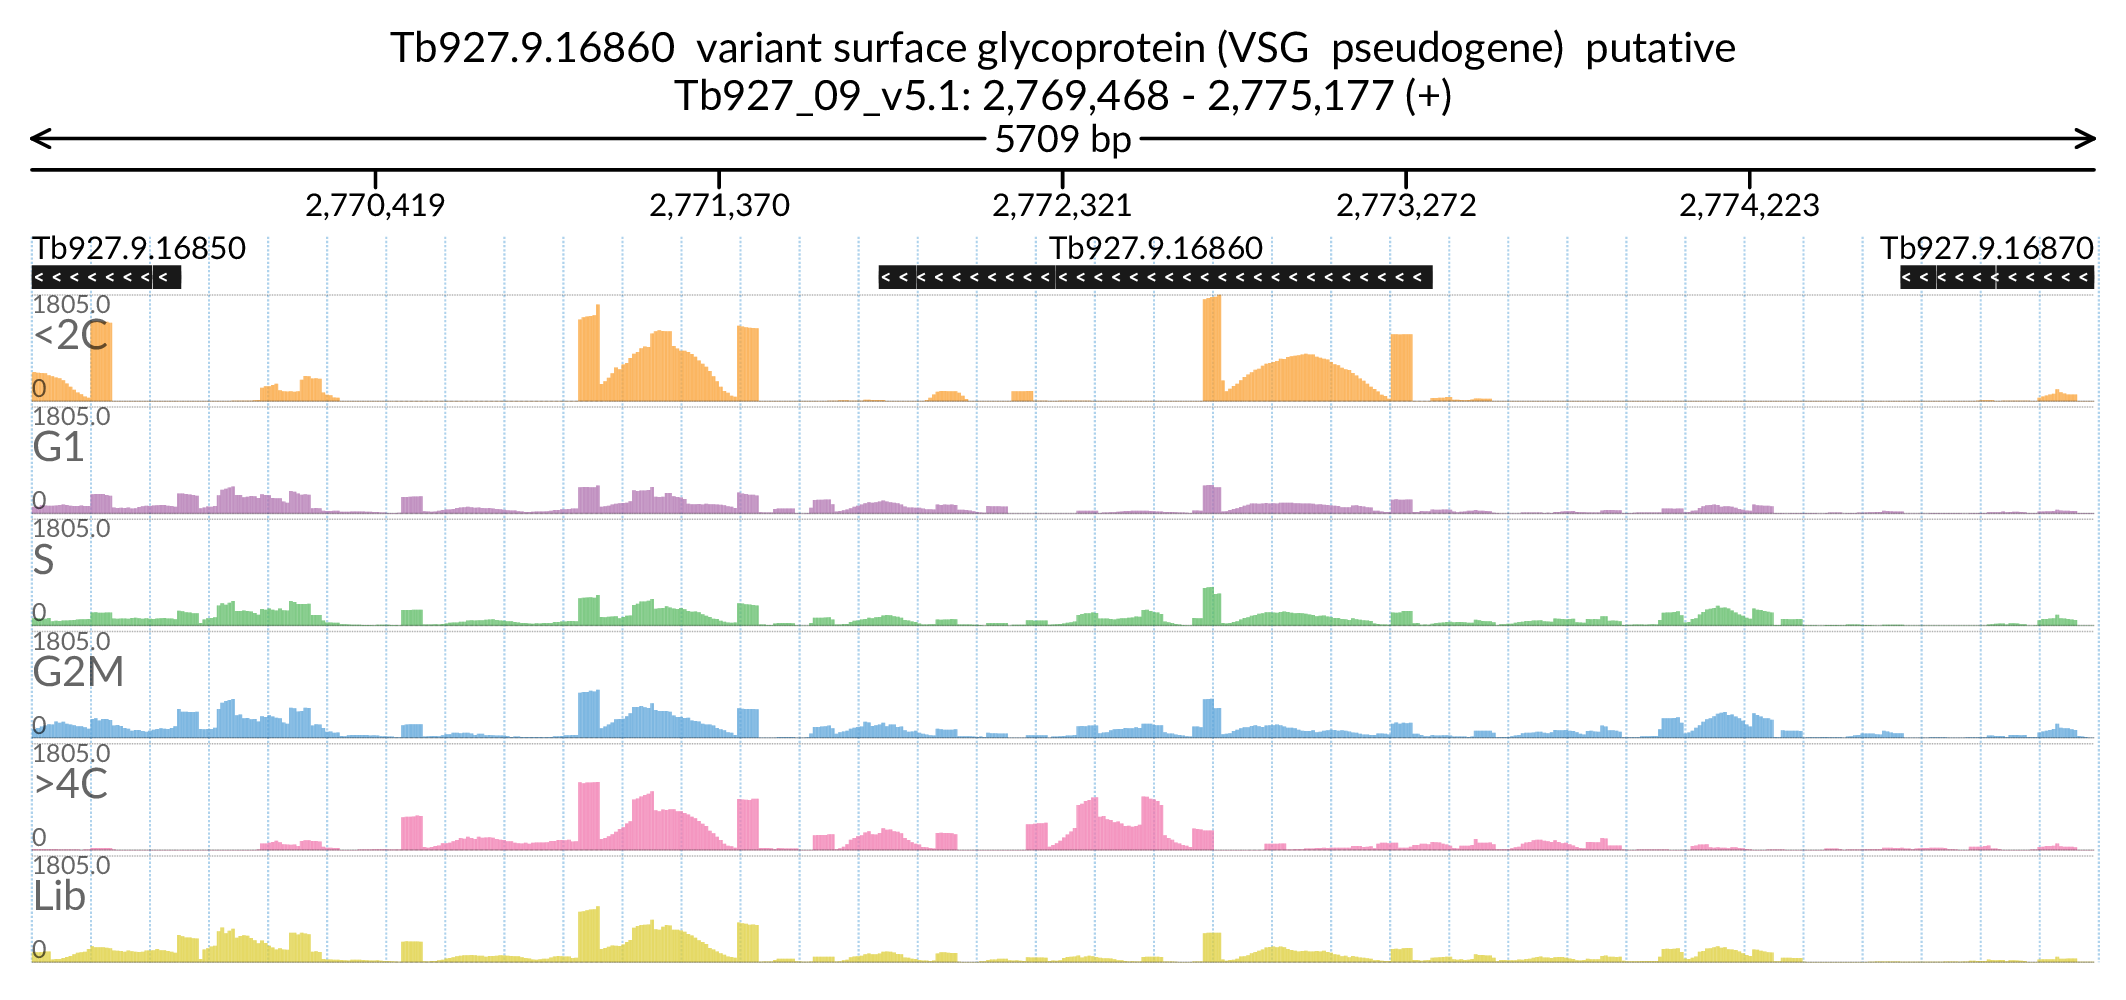 Tb927.9.16860 variant surface glycoprotein (VSG pseudogene) putative
Tb927_09_v5.1: 2,769,468 - 2,775,177 (+)
5709 bp
2,770,419 2,771,370 2,772,321 2,773,272 2,774,223
Tb927.9.16850 Tb927.9.16860 Tb927.9.16870
1805.0
<2C
0
1805.0
G1
0
1805.0
S
0
1805.0
G2M
0
1805.0
>4C
0
1805.0
Lib
0